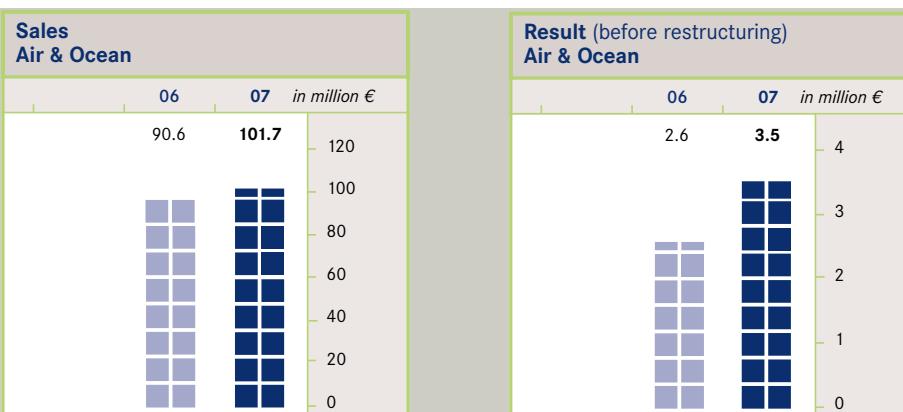 Sales
Air & Ocean
06 07 in million €
90.6 101.7
120
100
80
60
40
20
0
Result (before restructuring)
Air & Ocean
06 07 in million €
2.6 3.5
4
3
2
1
0